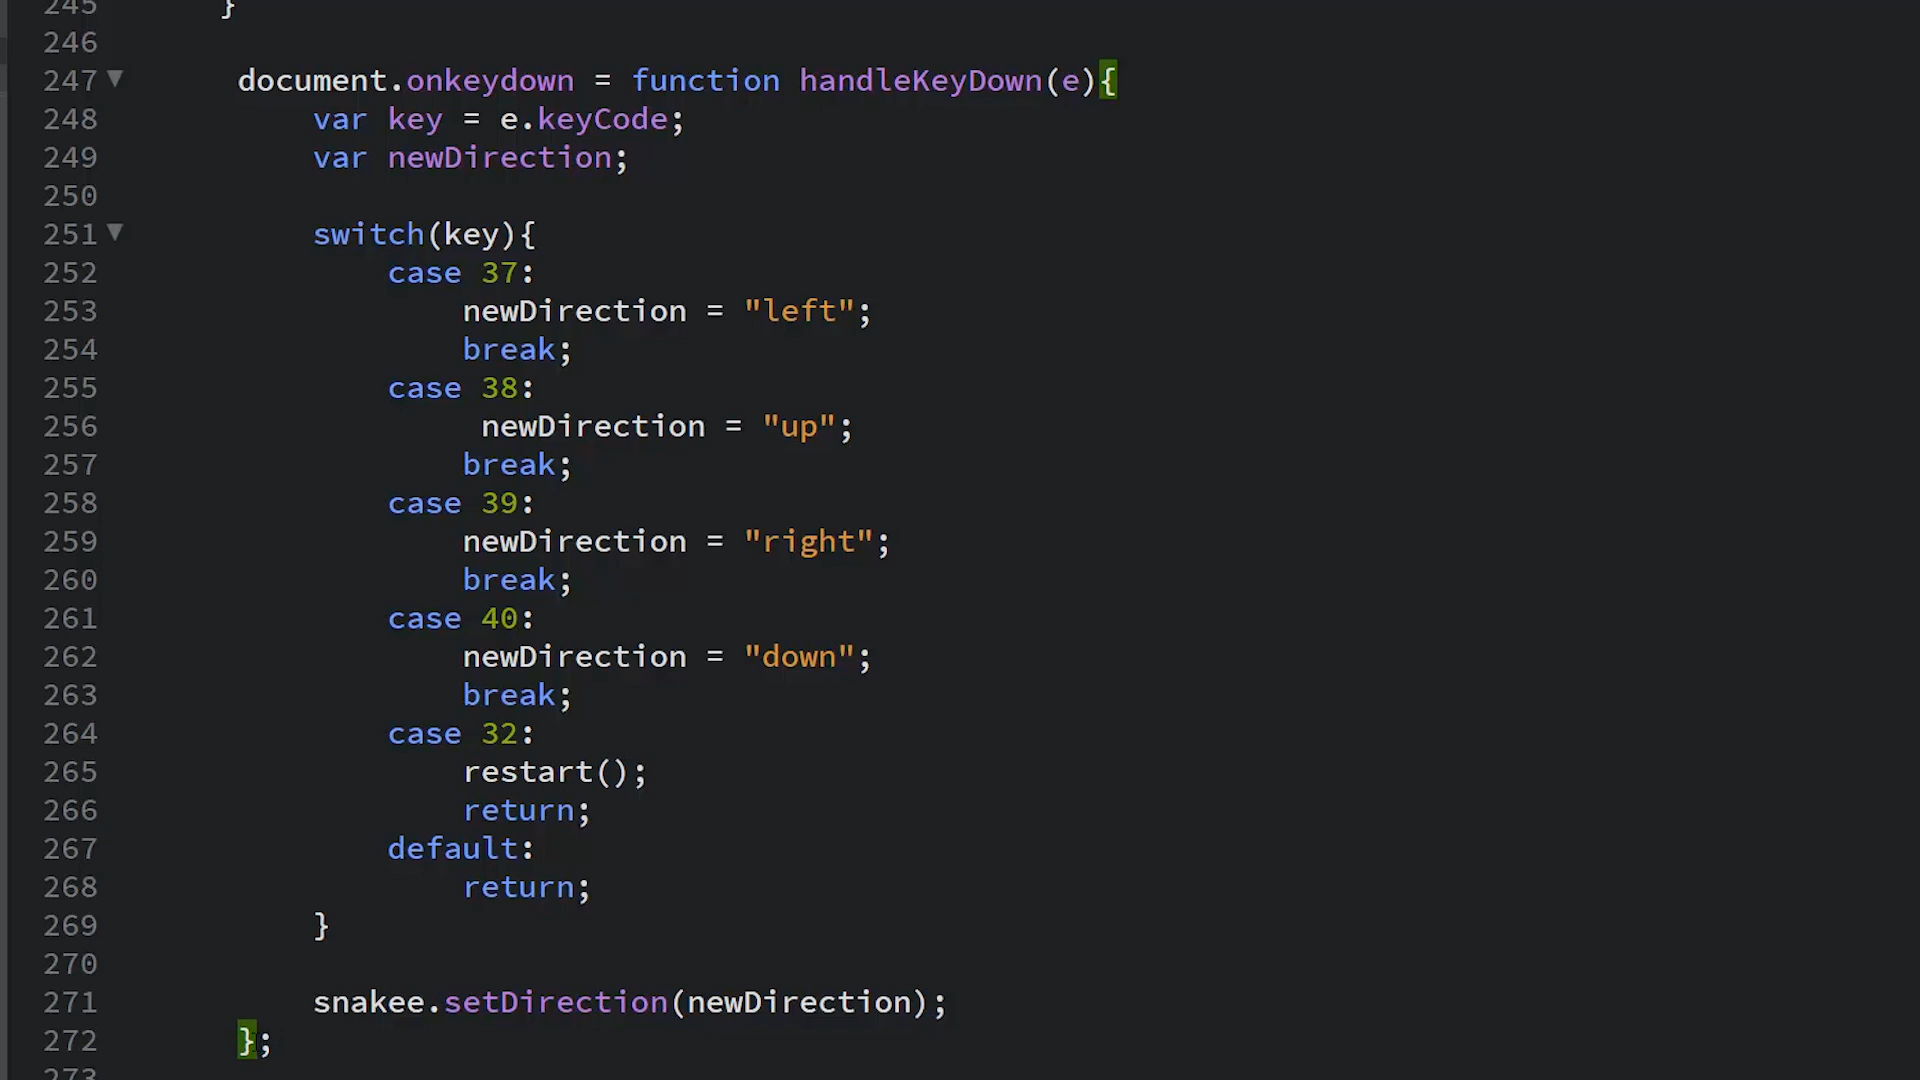 245 }
246
247 document.onkeydown = function handleKeyDown(e){
248 var key = e.keyCode;
249 var newDirection;
250
251 switch(key){
252 case 37:
253 newDirection = "left";
254 break;
255 case 38:
256 newDirection = "up";
257 break;
258 case 39:
259 newDirection = "right";
260 break;
261 case 40:
262 newDirection = "down";
263 break;
264 case 32:
265 restart();
266 return;
267 default:
268 return;
269 }
270
271 snakee.setDirection(newDirection);
272 };
273